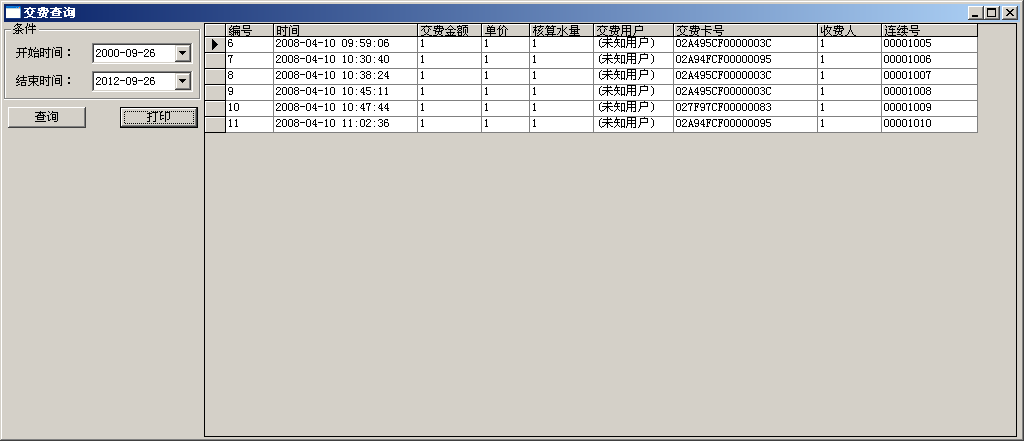 交费查询
条件
开始时间： 2000-09-26
结束时间： 2012-09-26
查询 打印
编号 时间 交费金额 单价 核算水量 交费用户 交费卡号 收费人 连续号
6 2008-04-10 09:59:06 1 1 1 (未知用户) 02A495CF0000003C 1 00001005
7 2008-04-10 10:30:40 1 1 1 (未知用户) 02A94FCF00000095 1 00001006
8 2008-04-10 10:38:24 1 1 1 (未知用户) 02A495CF0000003C 1 00001007
9 2008-04-10 10:45:11 1 1 1 (未知用户) 02A495CF0000003C 1 00001008
10 2008-04-10 10:47:44 1 1 1 (未知用户) 027F97CF00000083 1 00001009
11 2008-04-10 11:02:36 1 1 1 (未知用户) 02A94FCF00000095 1 00001010